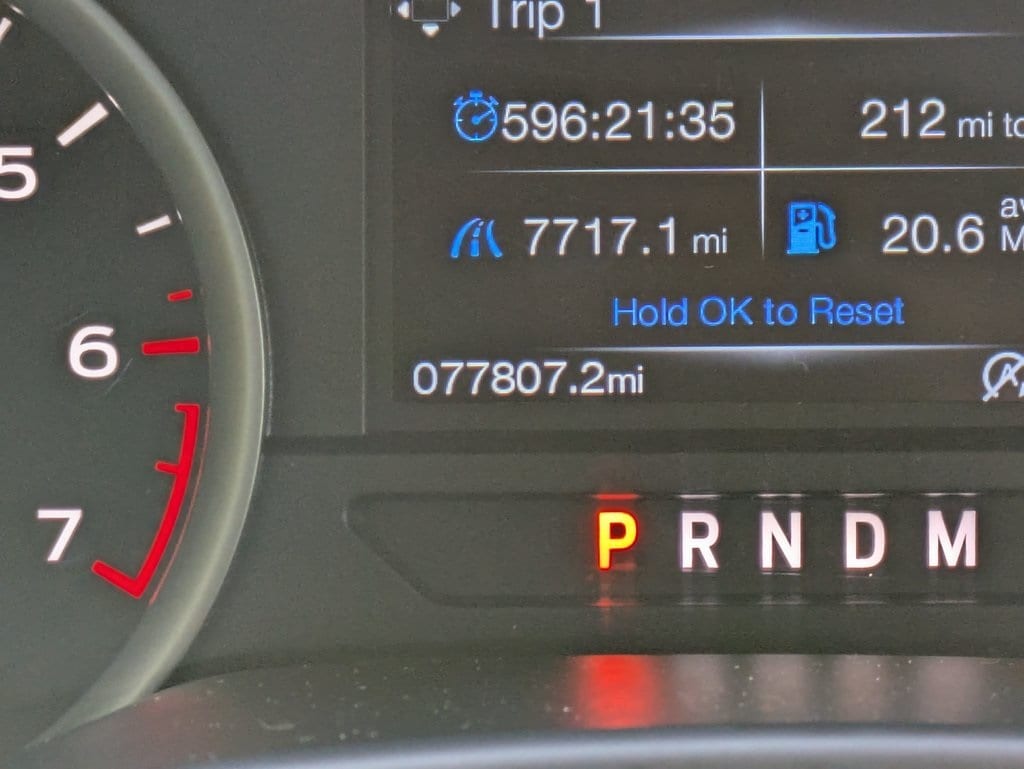 Trip 1
5
596:21:35
212 mi to
7717.1 mi
20.6
6
Hold OK to Reset
077807.2mi
7
P R N D M